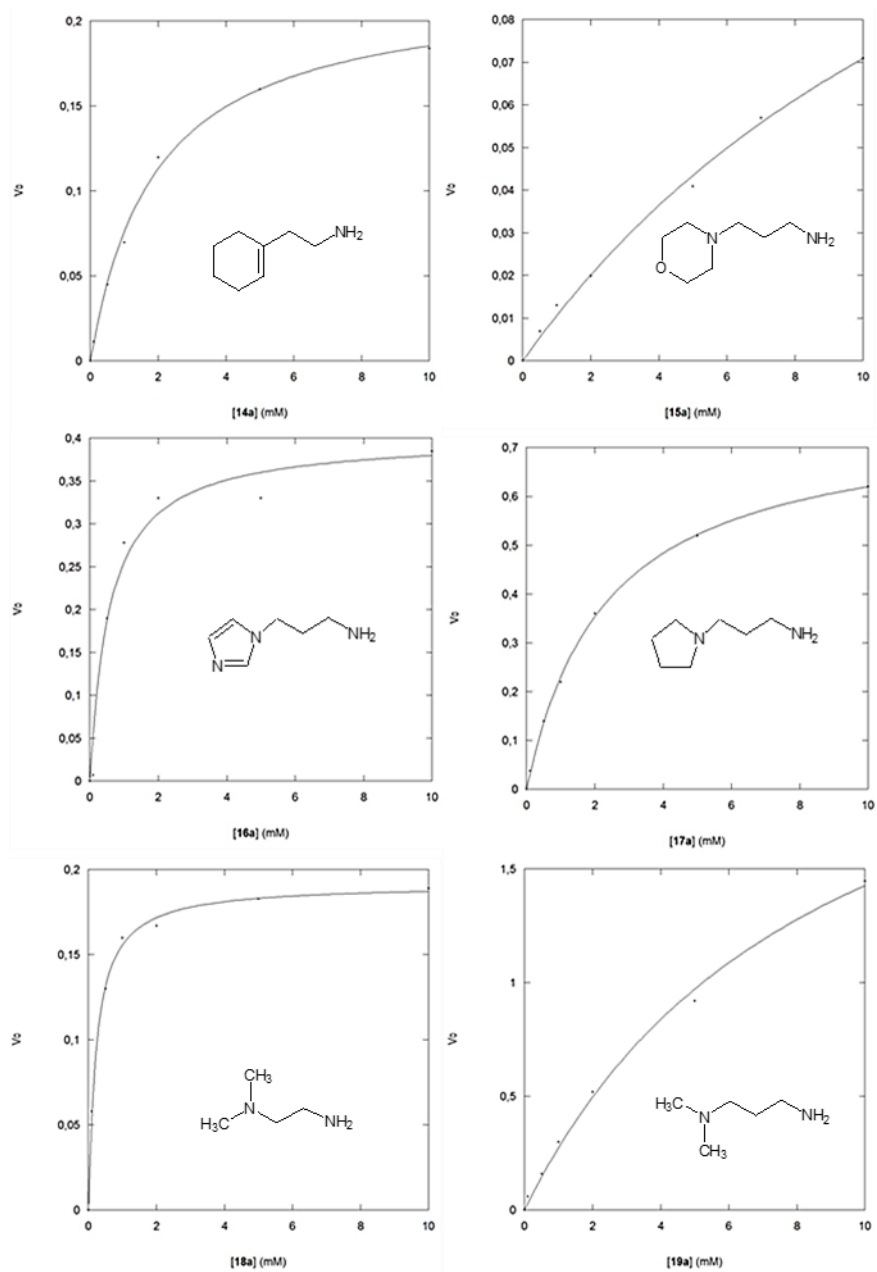 0,2
0,15
0,1
0,05
0
Vo
0 2 4 6 8 10
[14a] (mM)
NH2
0,08
0,07
0,06
0,05
0,04
0,03
0,02
0,01
0
Vo
0 2 4 6 8 10
[15a] (mM)
N
O
NH2
0,4
0,35
0,3
0,25
0,2
0,15
0,1
0,05
0
Vo
0 2 4 6 8 10
[16a] (mM)
N
N
NH2
0,7
0,6
0,5
0,4
0,3
0,2
0,1
0
Vo
0 2 4 6 8 10
[17a] (mM)
N
NH2
0,2
0,15
0,1
0,05
0
Vo
0 2 4 6 8 10
[18a] (mM)
CH3
N
H3C
NH2
1,5
1
0,5
0
Vo
0 2 4 6 8 10
[19a] (mM)
H3C
N
NH2
CH3